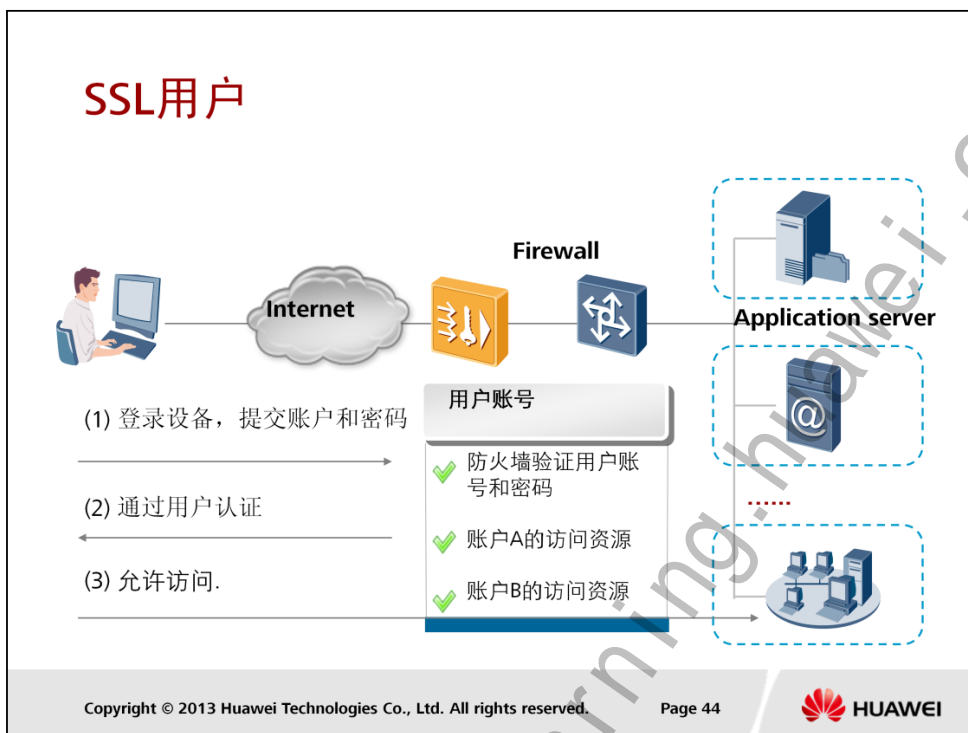 SSL用户
Firewall
Internet
Application server
用户账号
(1) 登录设备，提交账户和密码
防火墙验证用户账
号和密码
(2) 通过用户认证
账户A的访问资源
(3) 允许访问.
账户B的访问资源
@
......
Copyright © 2013 Huawei Technologies Co., Ltd. All rights reserved.
Page 44
HUAWEI
rning.huawei.